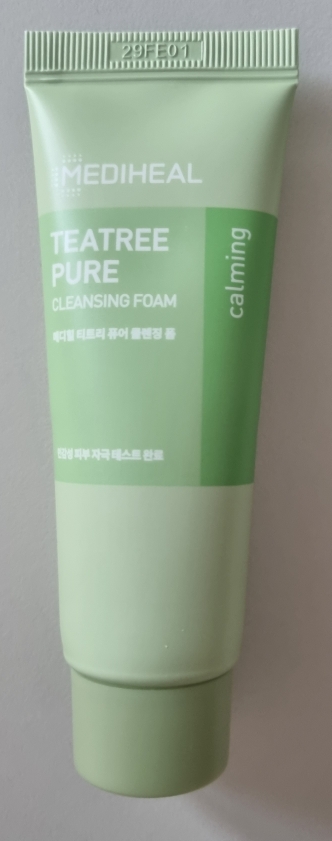 29FE01
MEDIHEAL
TEATREE
PURE
CLEANSING FOAM
메디힐 티트리 퓨어 클렌징 폼
민감성 피부 자극 테스트 완료
calming